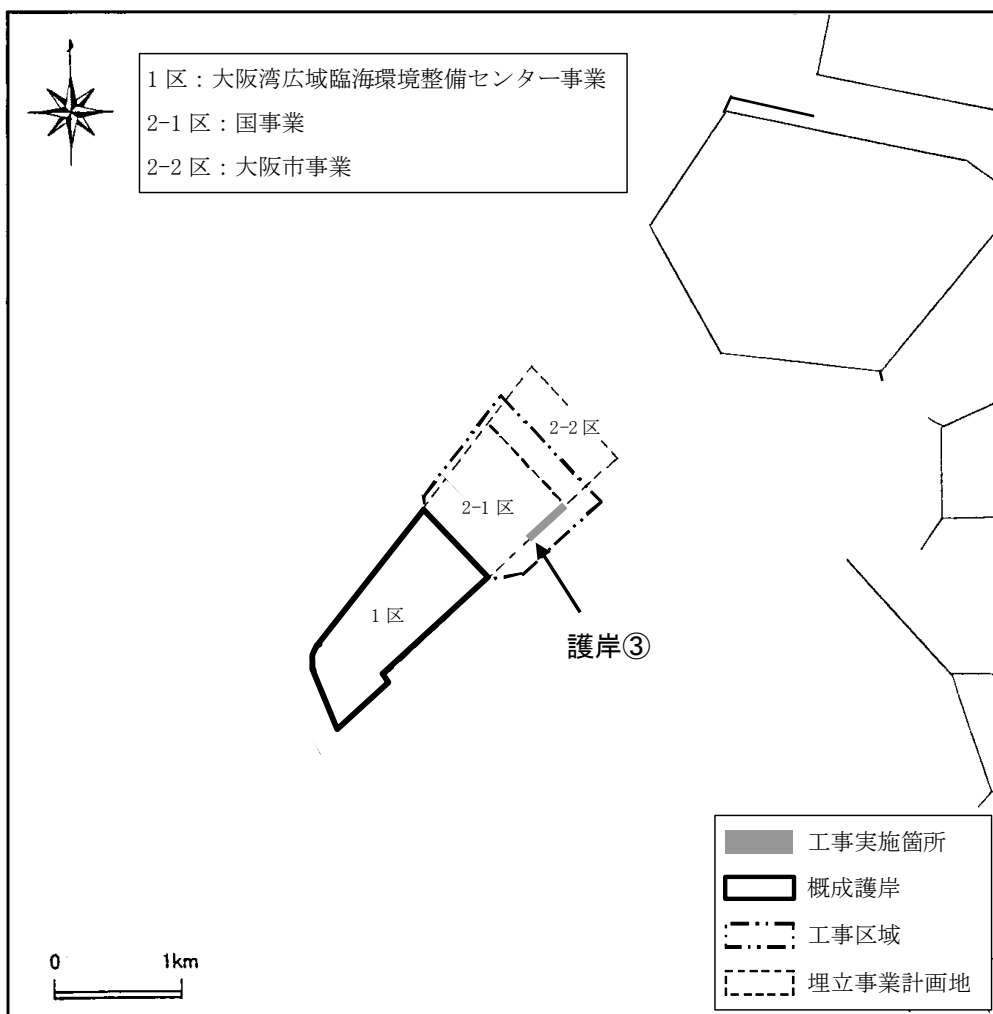 1 区：大阪湾広域臨海環境整備センター事業
2-1 区：国事業
2-2 区：大阪市事業
2-2 区
2-1 区
1 区
護岸③
工事実施箇所
概成護岸
工事区域
埋立事業計画地
0 1km